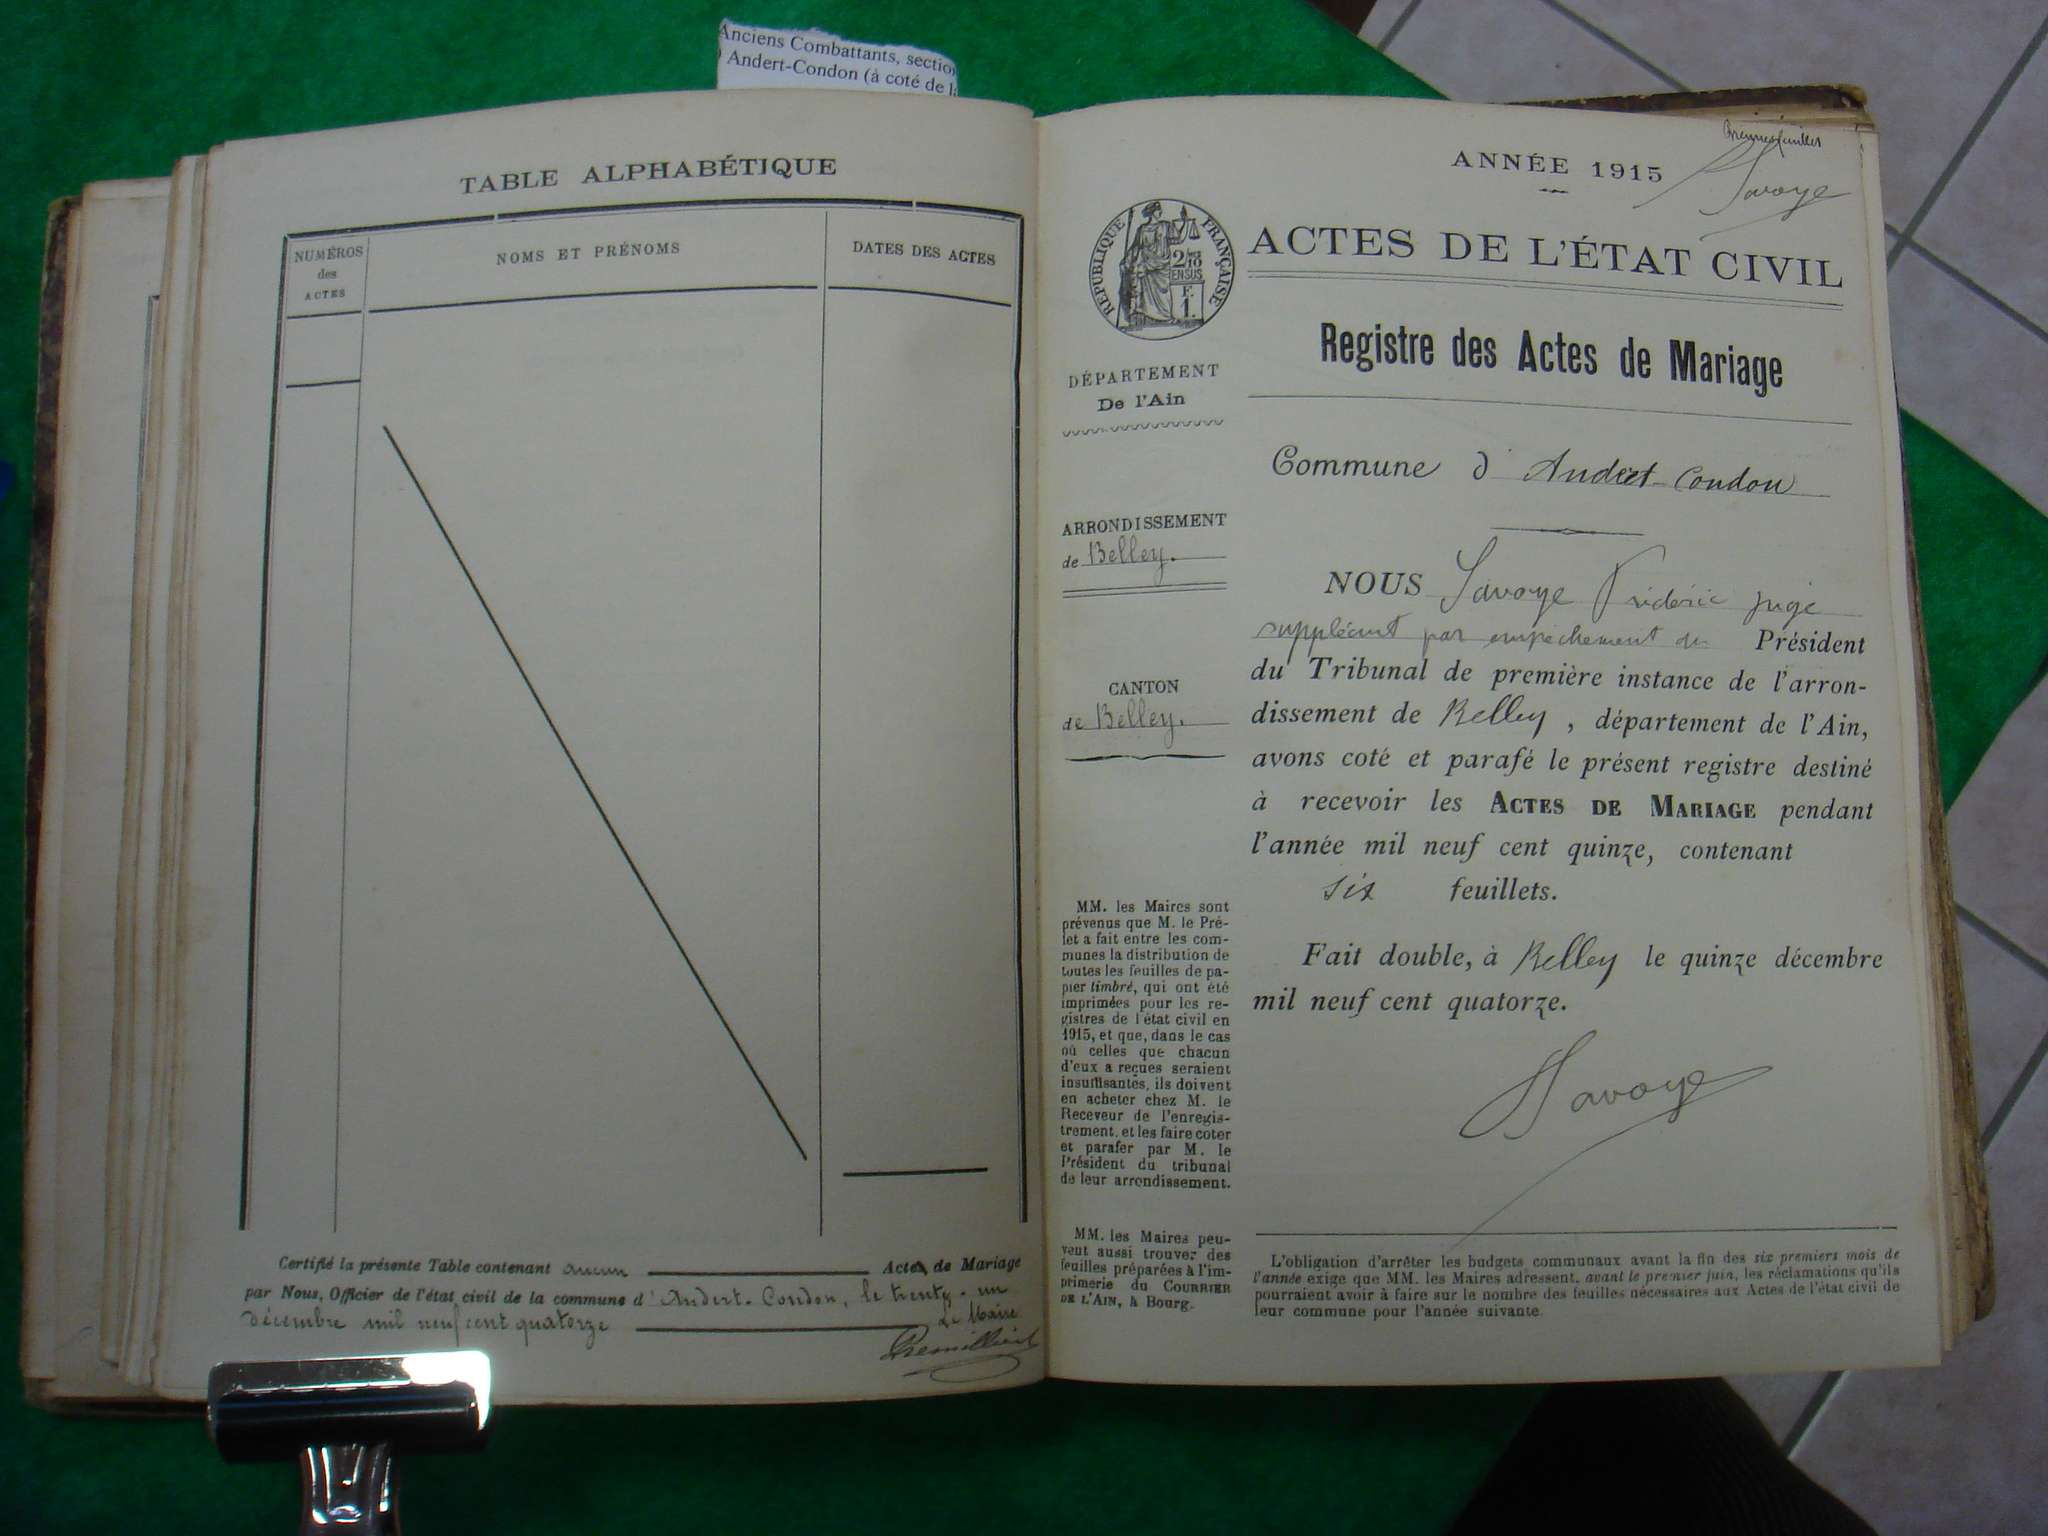 Anciens Combattants, section
Andert-Condon (à coté de la
TABLE ALPHABÉTIQUE
NUMÉROS
des
ACTES
NOMS ET PRÉNOMS
DATES DES ACTES
Certifié la présente Table contenant aucun Acte de Mariage
par Nous, Officier de l'état civil de la commune d'Andert-Condon, le trente-un
décembre mil neuf cent quatorze Le Maire
Premier feuillet
Savoye
ANNÉE 1915
RÉPUBLIQUE FRANÇAISE
2/10
EN SUS
F.
1.
ACTES DE L'ÉTAT CIVIL
Registre des Actes de Mariage
DÉPARTEMENT
De l'Ain
ARRONDISSEMENT
de Belley.
CANTON
de Belley.
MM. les Maires sont
prévenus que M. le Pré-
fet a fait entre les com-
munes la distribution de
toutes les feuilles de pa-
pier timbré, qui ont été
imprimées pour les re-
gistres de l'état civil en
1915, et que, dans le cas
où celles que chacun
d'eux a reçues seraient
insuffisantes, ils doivent
en acheter chez M. le
Receveur de l'enregis-
trement, et les faire coter
et parafer par M. le
Président du tribunal
de leur arrondissement.
MM. les Maires peu-
vent aussi trouver des
feuilles préparées à l'im-
primerie du COURRIER
DE L'AIN, à Bourg.
Commune d'Andert-Condon
NOUS Savoye Frédéric juge
suppléant par empêchement du Président
du Tribunal de première instance de l'arron-
dissement de Belley, département de l'Ain,
avons coté et parafé le présent registre destiné
à recevoir les ACTES DE MARIAGE pendant
l'année mil neuf cent quinze, contenant
six feuillets.
Fait double, à Belley le quinze décembre
mil neuf cent quatorze.
Savoye
L'obligation d'arrêter les budgets communaux avant la fin des six premiers mois de
l'année exige que MM. les Maires adressent, avant le premier juin, les réclamations qu'ils
pourraient avoir à faire sur le nombre des feuilles nécessaires aux Actes de l'état civil de
leur commune pour l'année suivante.